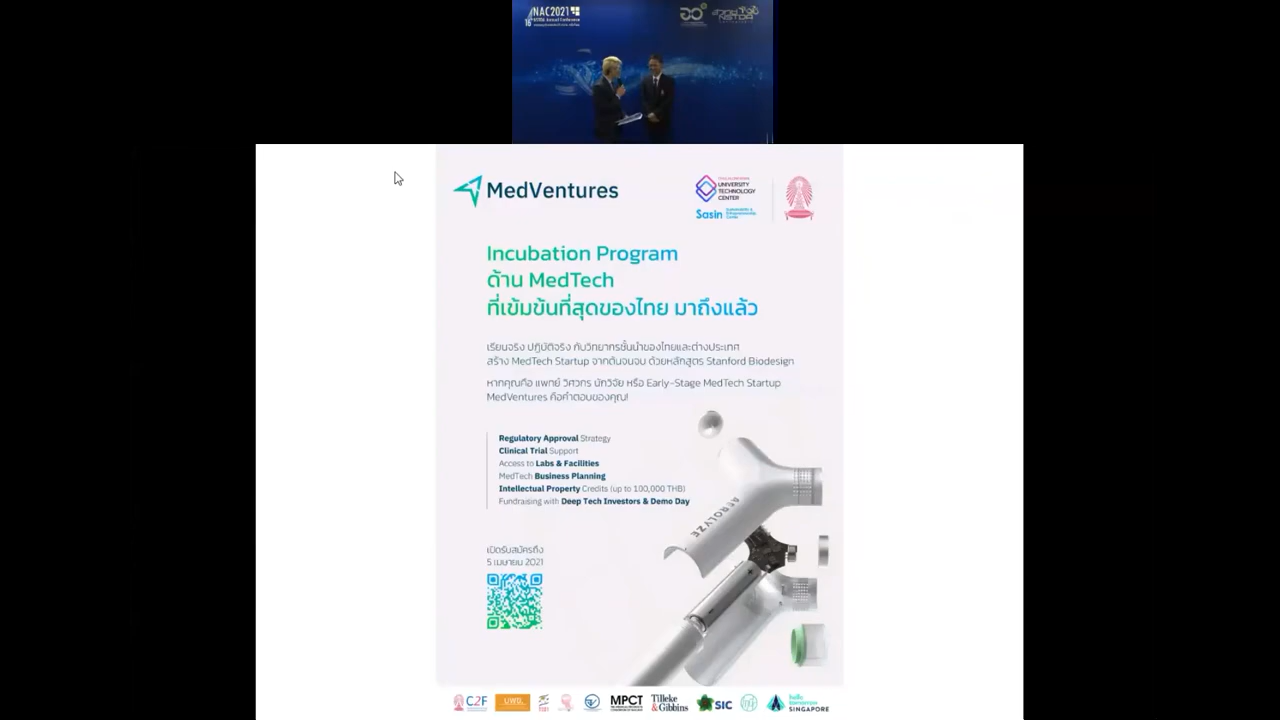 NAC2021
NSTDA Annual Conference
NSTDA
MedVentures
UNIVERSITY
TECHNOLOGY
CENTER
Sasin
Incubation Program
ด้าน MedTech
ที่เข้มข้นที่สุดของไทย มาถึงแล้ว
เรียนจริง ปฏิบัติจริง กับวิทยากรชั้นนำของไทยและต่างประเทศ
สร้าง MedTech Startup จากต้นจนจบ ด้วยหลักสูตร Stanford Biodesign
หากคุณคือ แพทย์ วิศวกร นักวิจัย หรือ Early-Stage MedTech Startup
MedVentures คือคำตอบของคุณ!
Regulatory Approval Strategy
Clinical Trial Support
Access to Labs & Facilities
MedTech Business Planning
Intellectual Property Credits (up to 100,000 THB)
Fundraising with Deep Tech Investors & Demo Day
AEROLYZE
เปิดรับสมัครถึง
5 เมษายน 2021
C2F
MPCT
Tilleke
& Gibbins
SIC
hello
tomorrow
SINGAPORE